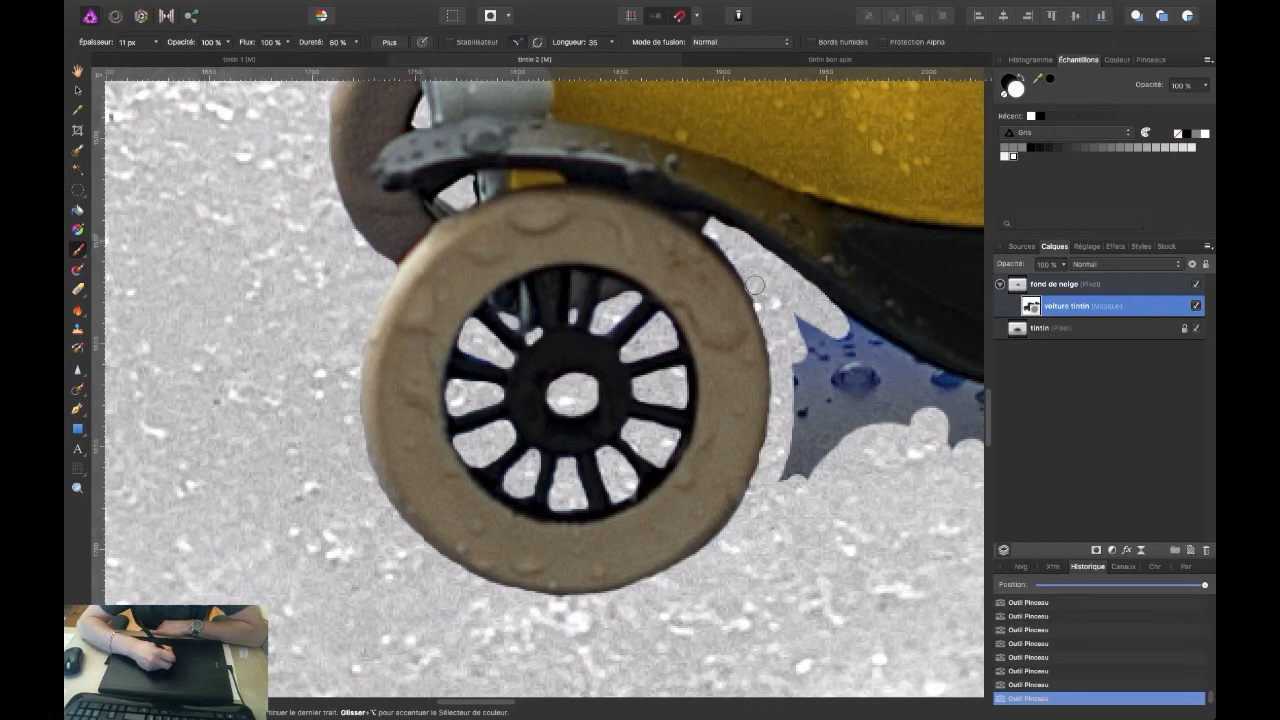 Épaisseur: 11 px Opacité: 100 % Flux: 100 % Dureté: 80 % Plus Stabilisateur Longueur: 35 Mode de fusion: Normal Bords humides Protection Alpha
tintin 1 (M) tintin 2 (M) tintin bon spin
Histogramme Échantillons Couleur Pinceaux
px 1650 1700 1750 1800 1850 1900 1950 2000
Opacité: 100 %
Récent:
Gris
Sources Calques Réglage Effets Styles Stock
Opacité: 100 % Normal
fond de neige (Pixel)
voiture tintin (Masque)
tintin (Pixel)
Nvg Xfm Historique Canaux Chr Par
Position:
Outil Pinceau
Outil Pinceau
Outil Pinceau
Outil Pinceau
Outil Pinceau
Outil Pinceau
Outil Pinceau
Outil Pinceau
tinuer le dernier trait. Glisser+⌥ pour accentuer le Sélecteur de couleur.